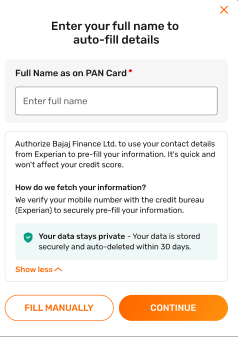 Enter your full name to
auto-fill details
Full Name as on PAN Card*
Enter full name
Authorize Bajaj Finance Ltd. to use your contact details
from Experian to pre-fill your information. It's quick and
won't affect your credit score.
How do we fetch your information?
We verify your mobile number with the credit bureau
(Experian) to securely pre-fill your information.
Your data stays private - Your data is stored
securely and auto-deleted within 30 days.
Show less
FILL MANUALLY
CONTINUE